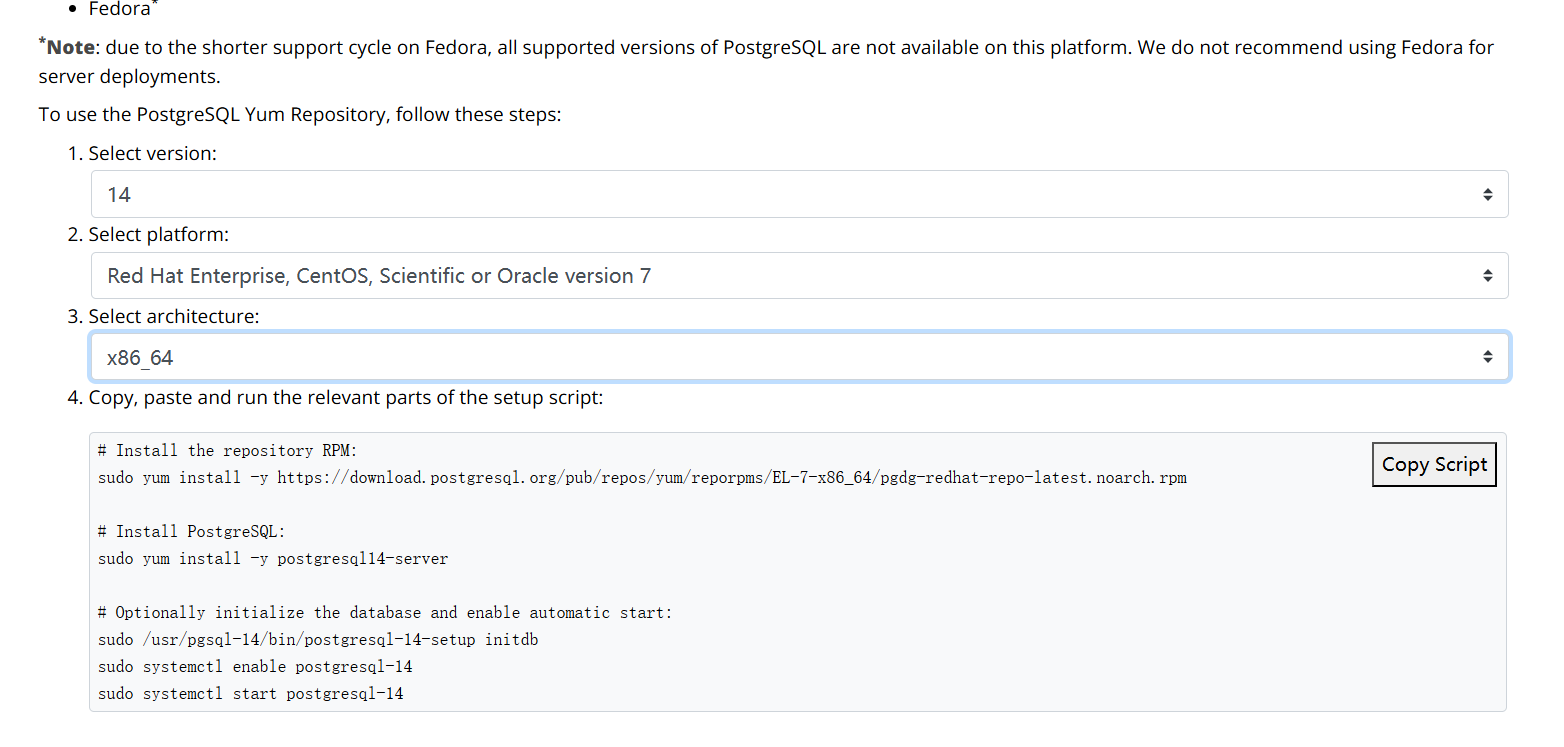 • Fedora*
*Note: due to the shorter support cycle on Fedora, all supported versions of PostgreSQL are not available on this platform. We do not recommend using Fedora for
server deployments.
To use the PostgreSQL Yum Repository, follow these steps:
1. Select version:
14
2. Select platform:
Red Hat Enterprise, CentOS, Scientific or Oracle version 7
3. Select architecture:
x86_64
4. Copy, paste and run the relevant parts of the setup script:
Copy Script
# Install the repository RPM:
sudo yum install -y https://download.postgresql.org/pub/repos/yum/reporpms/EL-7-x86_64/pgdg-redhat-repo-latest.noarch.rpm
# Install PostgreSQL:
sudo yum install -y postgresql14-server
# Optionally initialize the database and enable automatic start:
sudo /usr/pgsql-14/bin/postgresql-14-setup initdb
sudo systemctl enable postgresql-14
sudo systemctl start postgresql-14